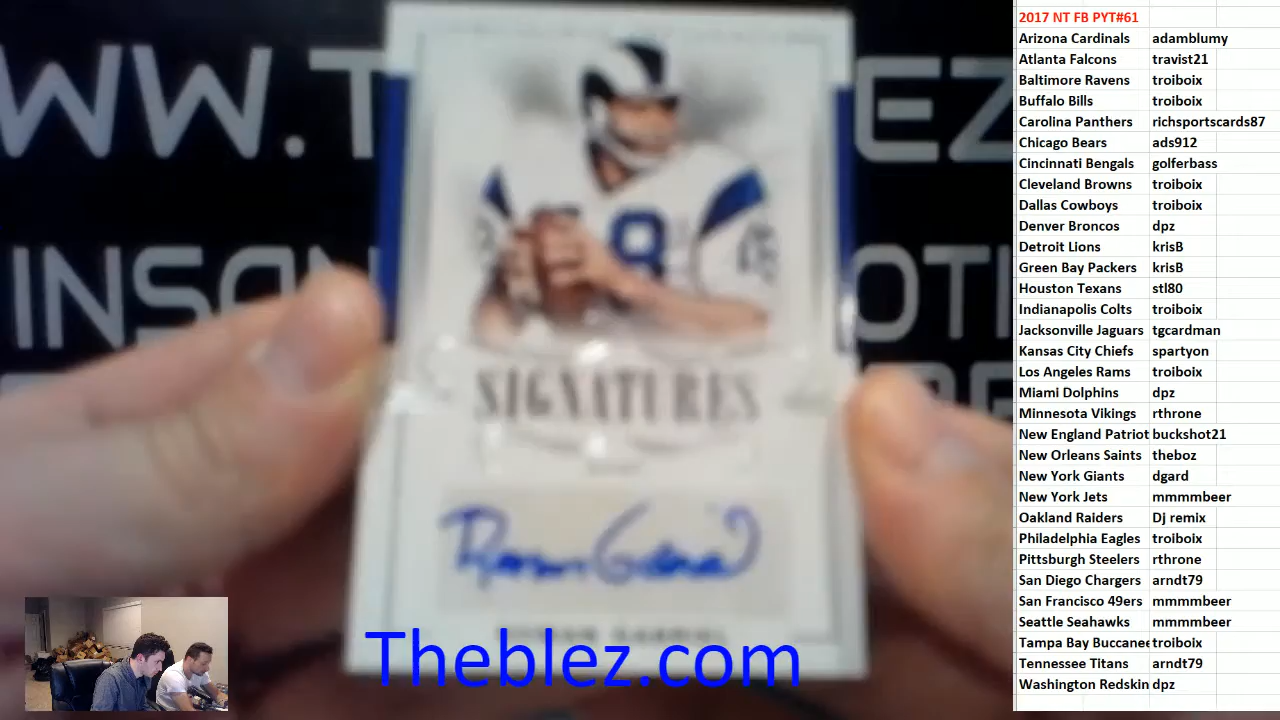 WWW.T
EZ
INSON
OTI
8
SIGNATURES
Theblez.com
2017 NT FB PYT#61
Arizona Cardinals adamblumy
Atlanta Falcons travist21
Baltimore Ravens troiboix
Buffalo Bills troiboix
Carolina Panthers richsportscards87
Chicago Bears ads912
Cincinnati Bengals golferbass
Cleveland Browns troiboix
Dallas Cowboys troiboix
Denver Broncos dpz
Detroit Lions krisB
Green Bay Packers krisB
Houston Texans stl80
Indianapolis Colts troiboix
Jacksonville Jaguars tgcardman
Kansas City Chiefs spartyon
Los Angeles Rams troiboix
Miami Dolphins dpz
Minnesota Vikings rthrone
New England Patriot buckshot21
New Orleans Saints theboz
New York Giants dgard
New York Jets mmmmbeer
Oakland Raiders Dj remix
Philadelphia Eagles troiboix
Pittsburgh Steelers rthrone
San Diego Chargers arndt79
San Francisco 49ers mmmmbeer
Seattle Seahawks mmmmbeer
Tampa Bay Buccanee troiboix
Tennessee Titans arndt79
Washington Redskin dpz